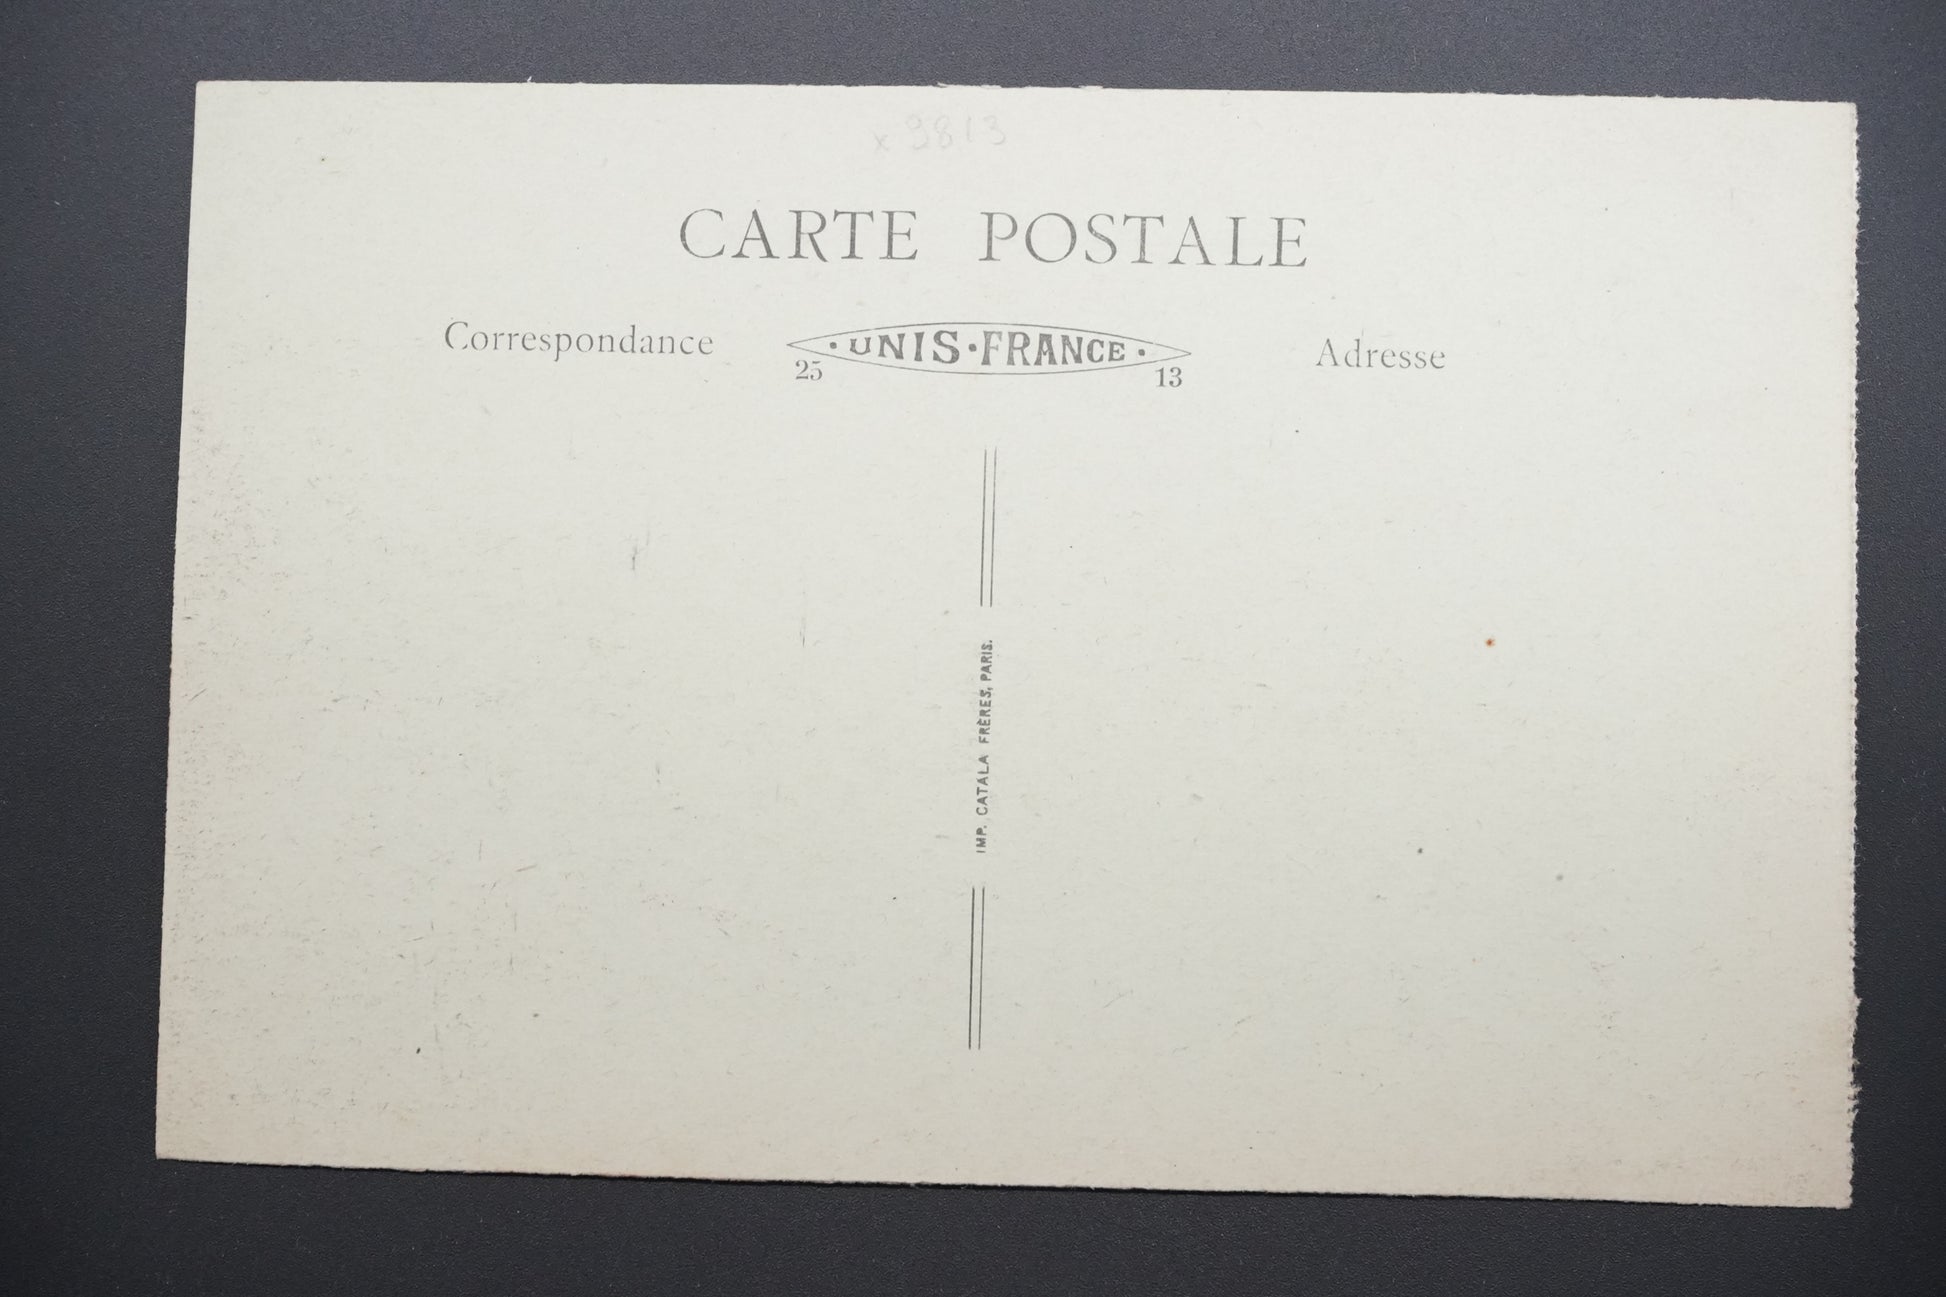 x 9813
CARTE POSTALE
Correspondance
· UNIS · FRANCE ·
25 13
Adresse
IMP. CATALA FRÈRES, PARIS.